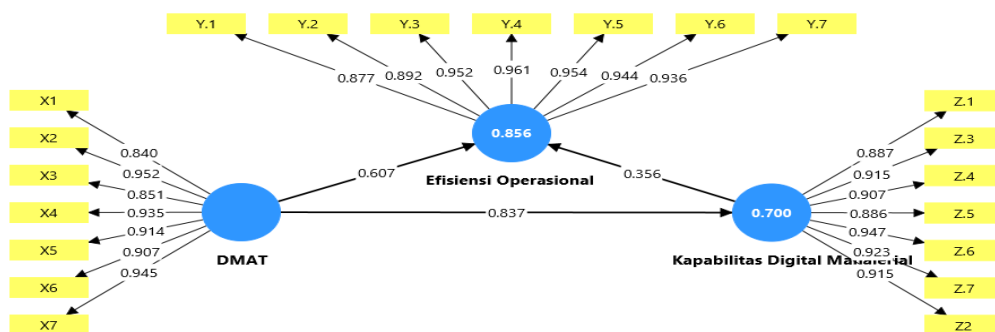 Y.1 Y.2 Y.3 Y.4 Y.5 Y.6 Y.7
0.877 0.892 0.952 0.961 0.954 0.944 0.936
X1
X2
X3
X4
X5
X6
X7
0.840
0.952
0.851
0.935
0.914
0.907
0.945
DMAT
0.607
0.856
Efisiensi Operasional
0.356
0.837
0.700
Kapabilitas Digital Manajerial
0.887
0.915
0.907
0.886
0.947
0.923
0.915
Z.1
Z.3
Z.4
Z.5
Z.6
Z.7
Z2